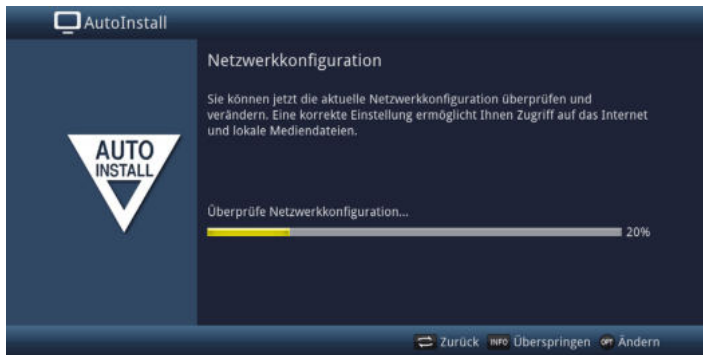 AutoInstall
Netzwerkkonfiguration
Sie können jetzt die aktuelle Netzwerkkonfiguration überprüfen und
verändern. Eine korrekte Einstellung ermöglicht Ihnen Zugriff auf das Internet
und lokale Mediendateien.
AUTO
INSTALL
Überprüfe Netzwerkkonfiguration...
20%
Zurück INFO Überspringen OPT Ändern